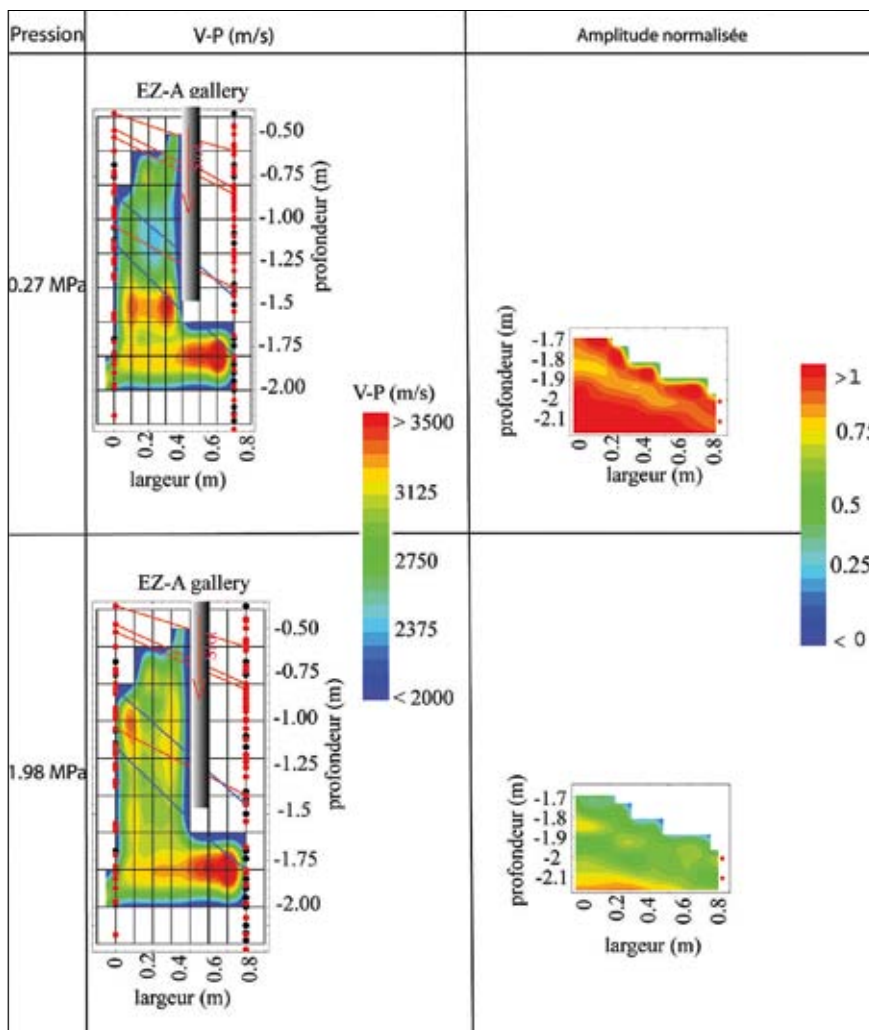 Pression
V-P (m/s)
Amplitude normalisée
0.27 MPa
EZ-A gallery
-0.50
-0.75
-1.00
-1.25
-1.5
-1.75
-2.00
profondeur (m)
0 0.2 0.4 0.6 0.8
largeur (m)
V-P (m/s)
> 3500
3125
2750
2375
< 2000
profondeur (m)
-1.7
-1.8
-1.9
-2
-2.1
0 0.2 0.4 0.6 0.8
largeur (m)
>1
0.75
0.5
0.25
< 0
1.98 MPa
EZ-A gallery
-0.50
-0.75
-1.00
-1.25
-1.5
-1.75
-2.00
profondeur (m)
0 0.2 0.4 0.6 0.8
largeur (m)
profondeur (m)
-1.7
-1.8
-1.9
-2
-2.1
0 0.2 0.4 0.6 0.8
largeur (m)